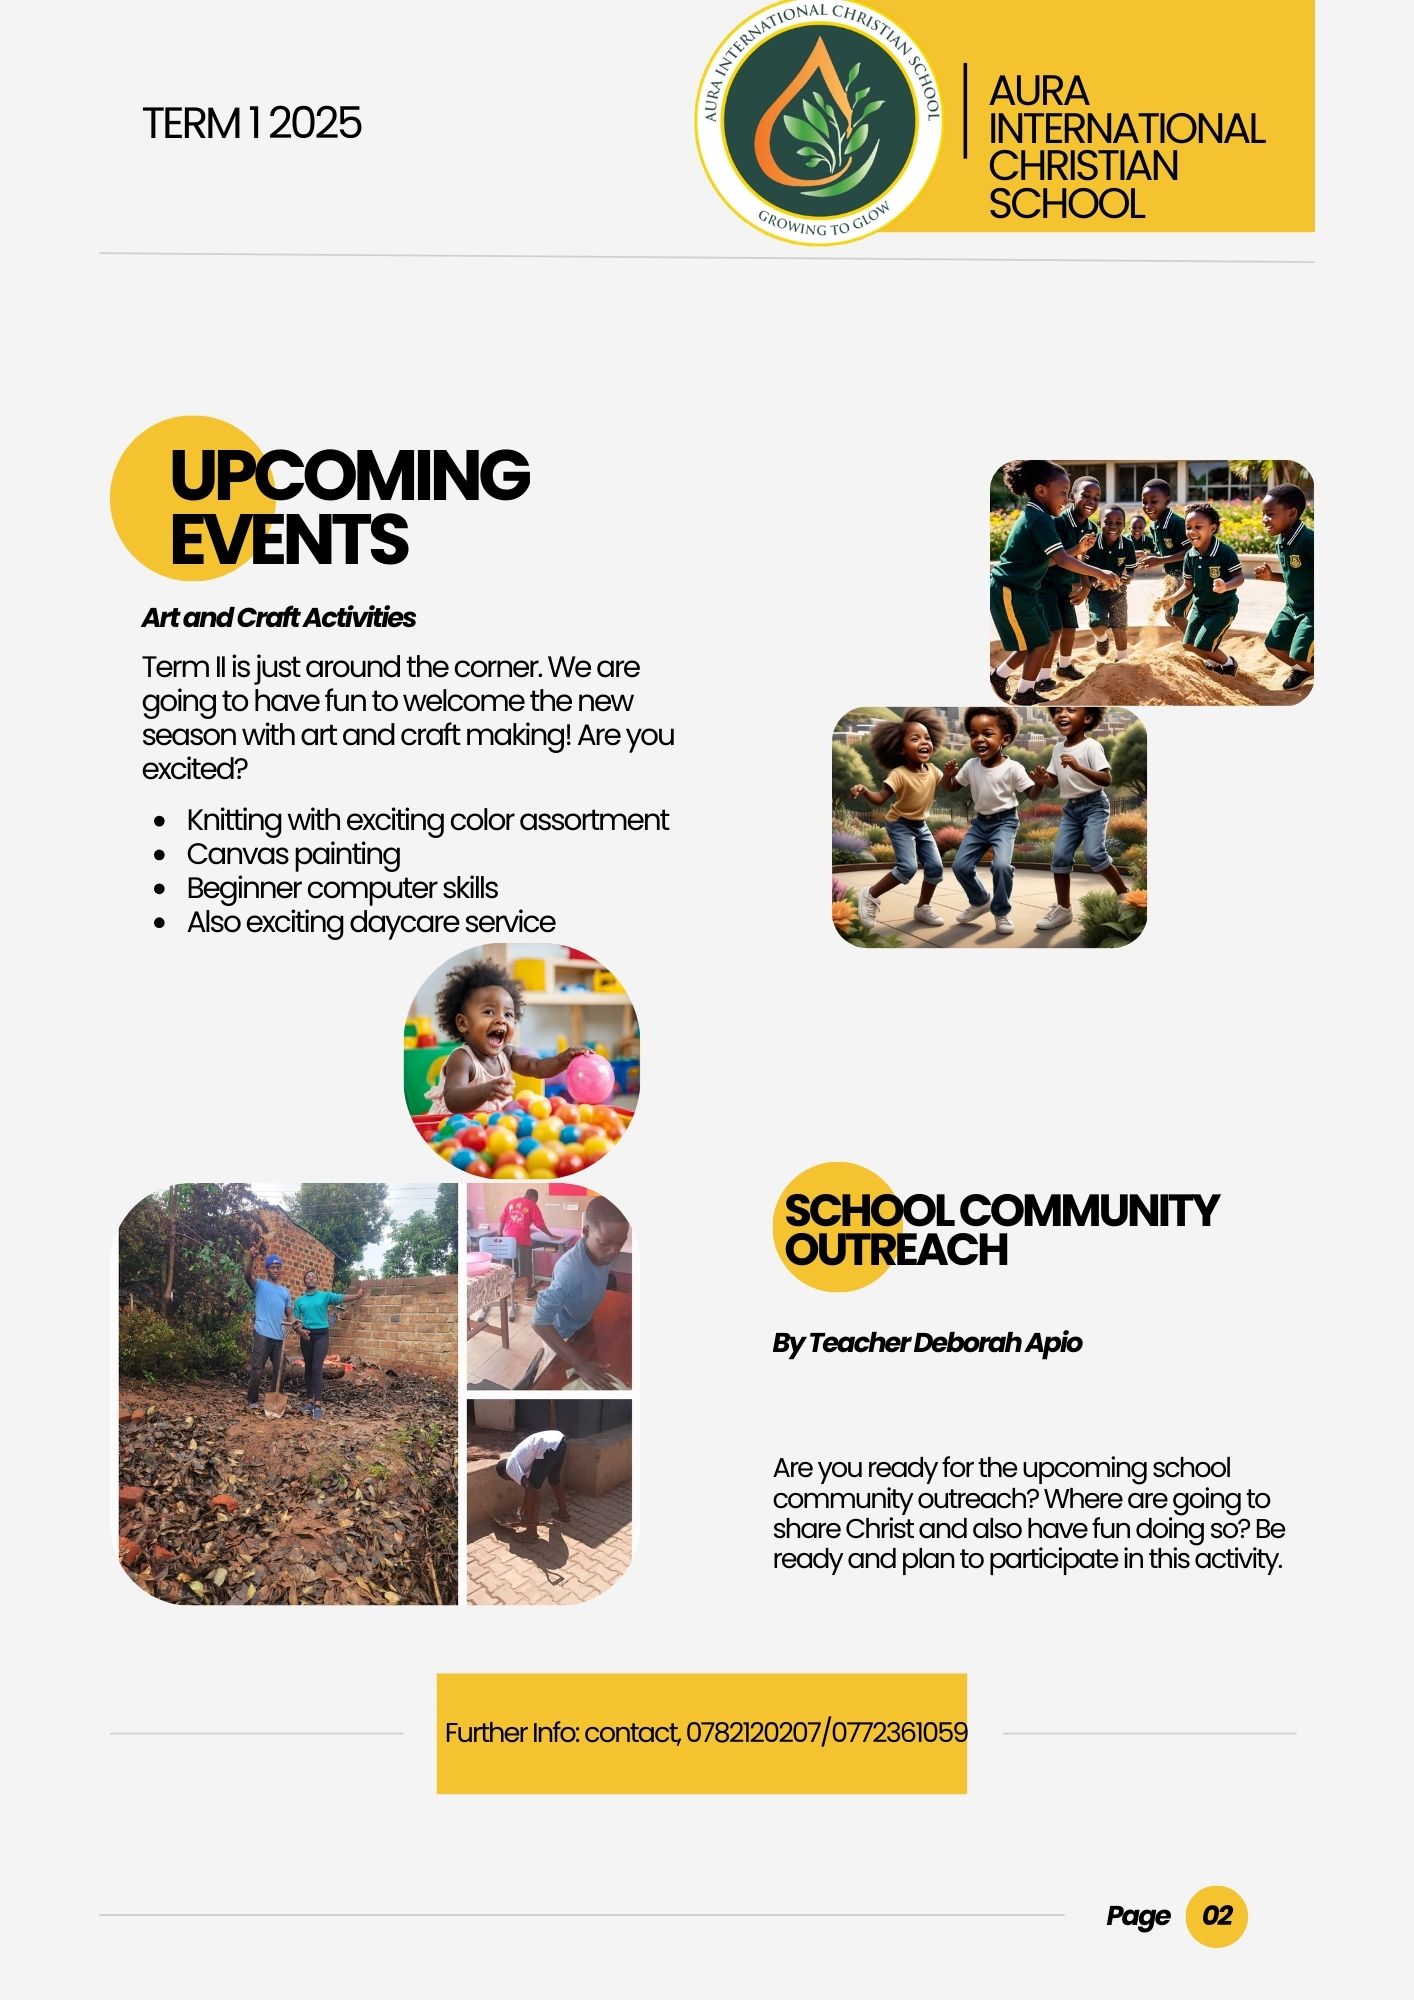 TERM 1 2025
AURA INTERNATIONAL CHRISTIAN SCHOOL
GROWING TO GLOW
AURA
INTERNATIONAL
CHRISTIAN
SCHOOL
UPCOMING
EVENTS
Art and Craft Activities
Term II is just around the corner. We are
going to have fun to welcome the new
season with art and craft making! Are you
excited?
• Knitting with exciting color assortment
• Canvas painting
• Beginner computer skills
• Also exciting daycare service
SCHOOL COMMUNITY
OUTREACH
By Teacher Deborah Apio
Are you ready for the upcoming school
community outreach? Where are going to
share Christ and also have fun doing so? Be
ready and plan to participate in this activity.
Further Info: contact, 0782120207/0772361059
Page 02